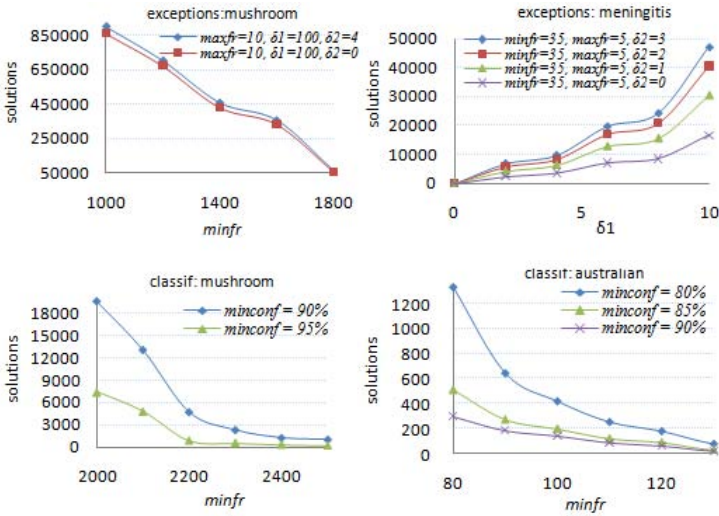 exceptions:mushroom
maxfr=10, δ1=100, δ2=4
maxfr=10, δ1=100, δ2=0
850000
650000
450000
250000
50000
solutions
1000
1400
1800
minfr
exceptions: meningitis
minfr=35, maxfr=5, δ2=3
minfr=35, maxfr=5, δ2=2
minfr=35, maxfr=5, δ2=1
minfr=35, maxfr=5, δ2=0
50000
40000
30000
20000
10000
0
solutions
0
5
10
δ1
classif: mushroom
minconf = 90%
minconf = 95%
18000
15000
12000
9000
6000
3000
0
solutions
2000
2200
2400
minfr
classif: australian
minconf = 80%
minconf = 85%
minconf = 90%
1200
1000
800
600
400
200
0
solutions
80
100
120
minfr